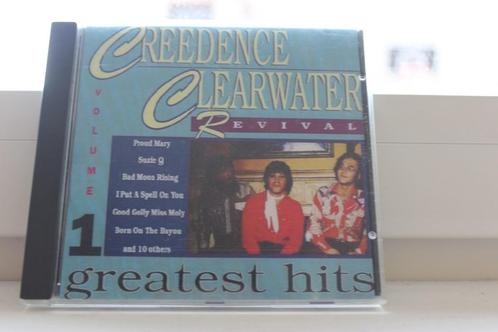 CREEDENCE
CLEARWATER
REVIVAL
VOLUME
1
Proud Mary
Suzie Q
Bad Moon Rising
I Put A Spell On You
Good Golly Miss Moly
Born On The Bayou
and 10 others
greatest hits